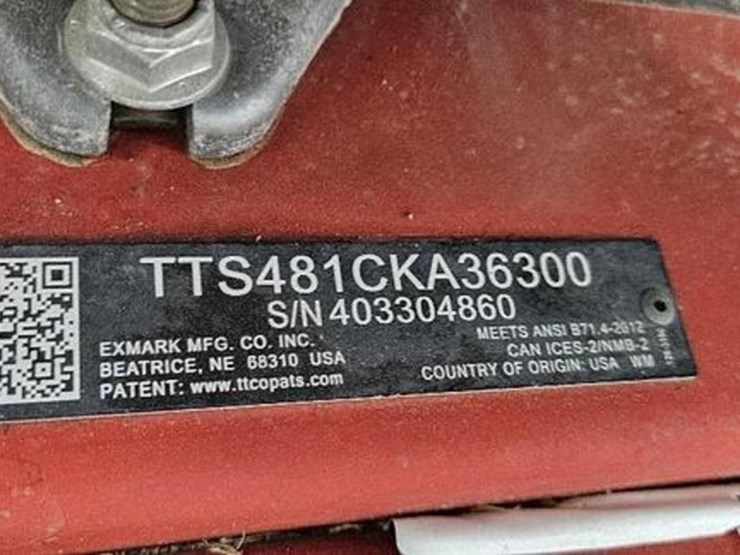 TTS481CKA36300
S/N 403304860
EXMARK MFG. CO. INC.
BEATRICE, NE 68310 USA
PATENT: www.ttcopats.com
MEETS ANSI B71.4-2012
CAN ICES-2/NMB-2
COUNTRY OF ORIGIN: USA WM